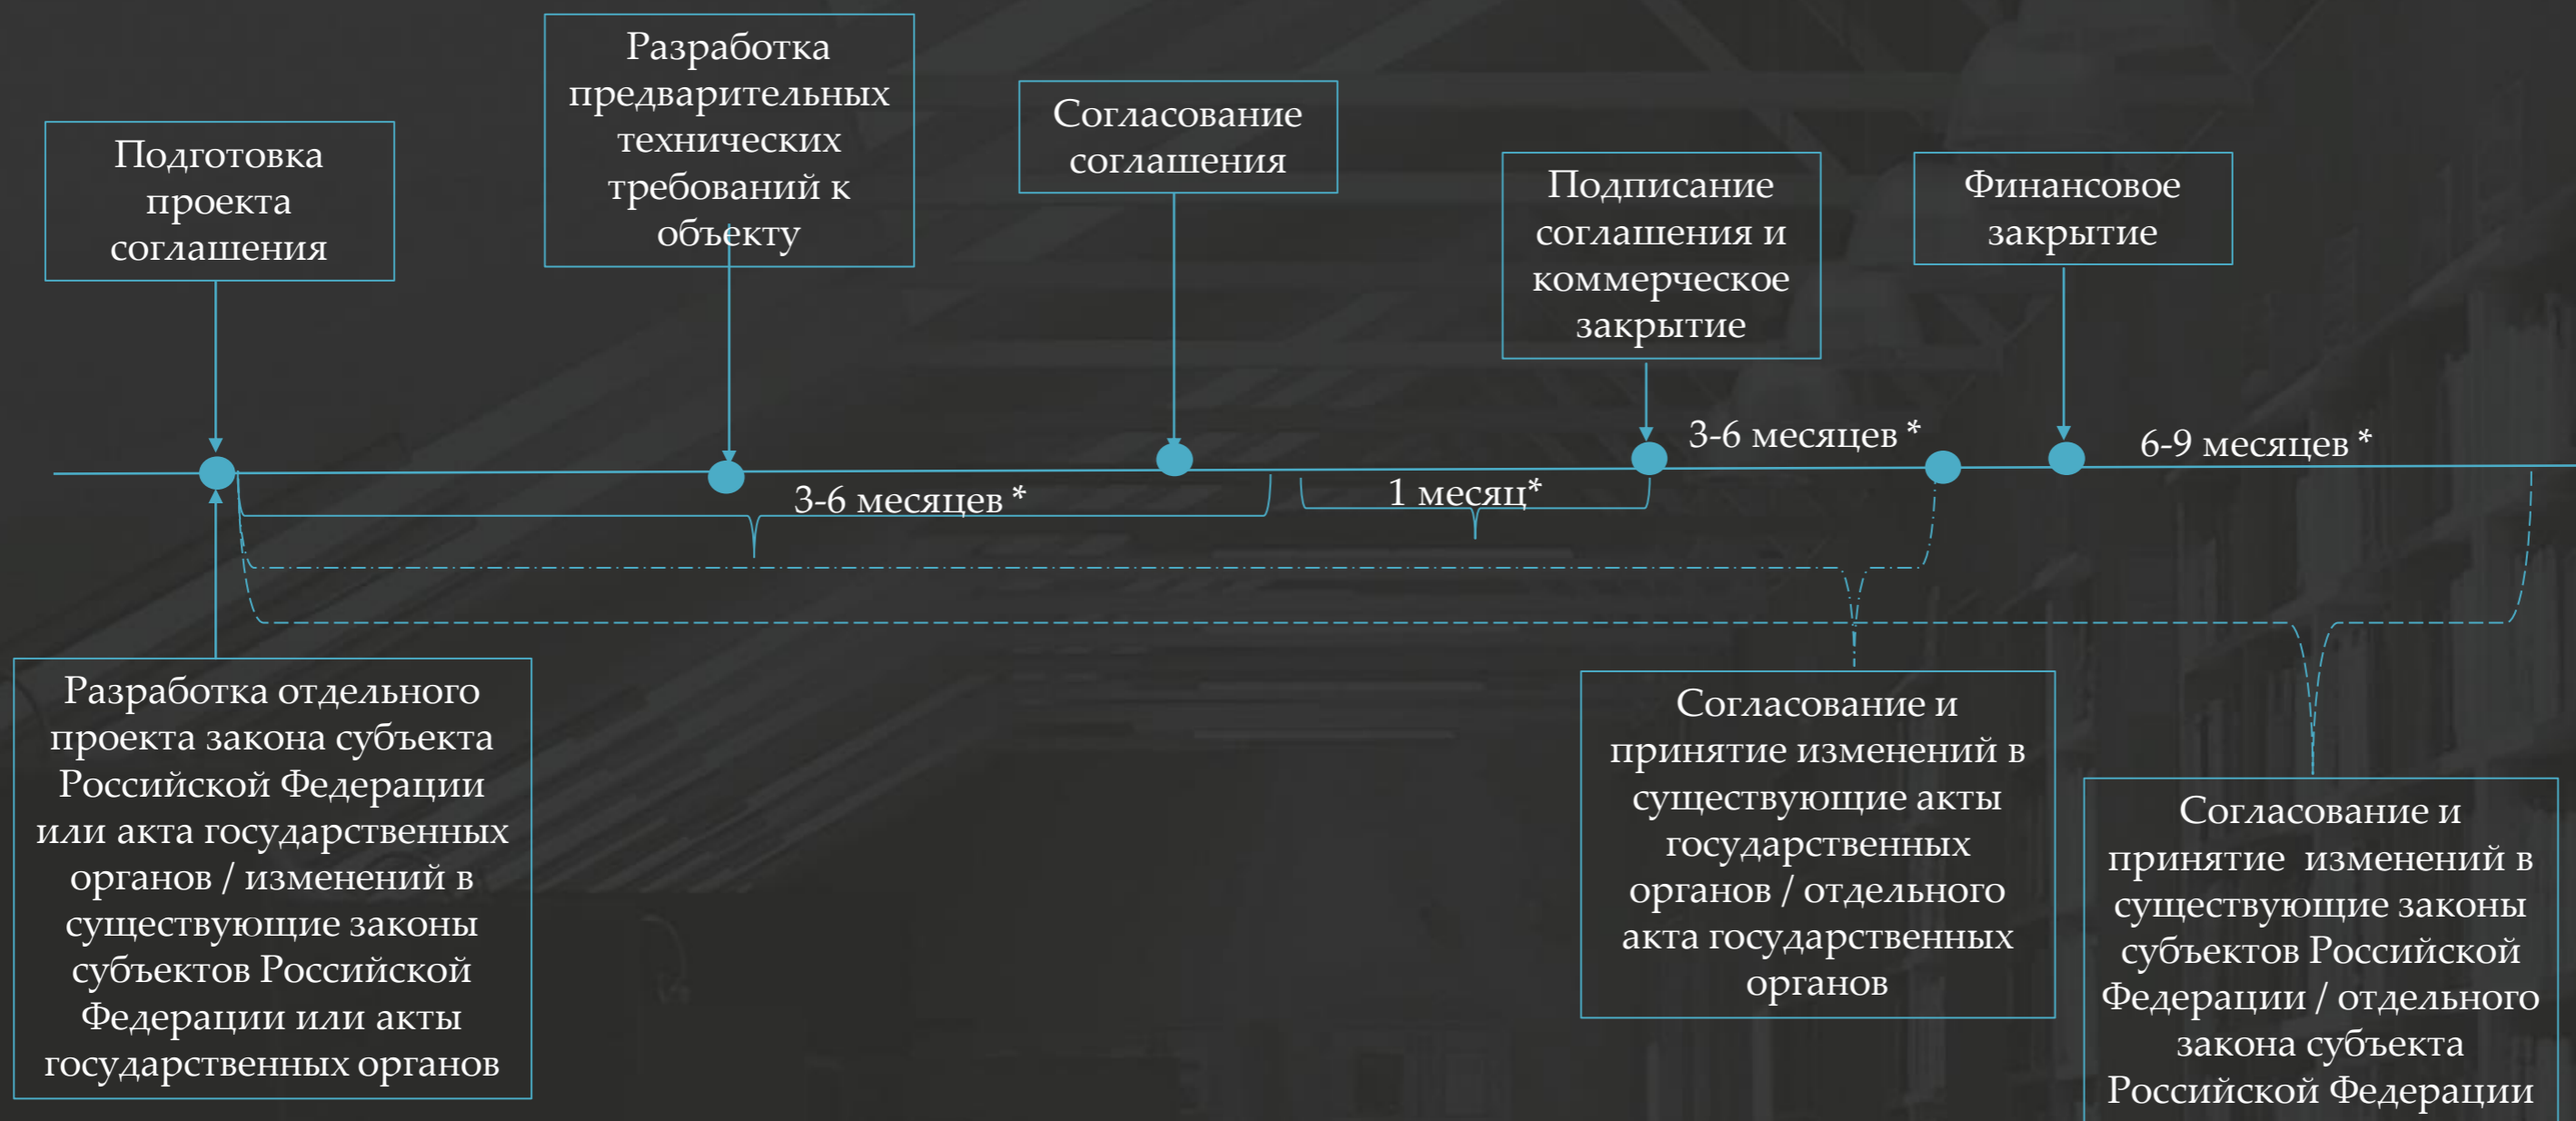 Подготовка
проекта
соглашения
Разработка
предварительных
технических
требований к
объекту
Согласование
соглашения
Подписание
соглашения и
коммерческое
закрытие
Финансовое
закрытие
3-6 месяцев *
1 месяц*
3-6 месяцев *
6-9 месяцев *
Разработка отдельного
проекта закона субъекта
Российской Федерации
или акта государственных
органов / изменений в
существующие законы
субъектов Российской
Федерации или акты
государственных органов
Согласование и
принятие изменений в
существующие акты
государственных
органов / отдельного
акта государственных
органов
Согласование и
принятие изменений в
существующие законы
субъектов Российской
Федерации / отдельного
закона субъекта
Российской Федерации